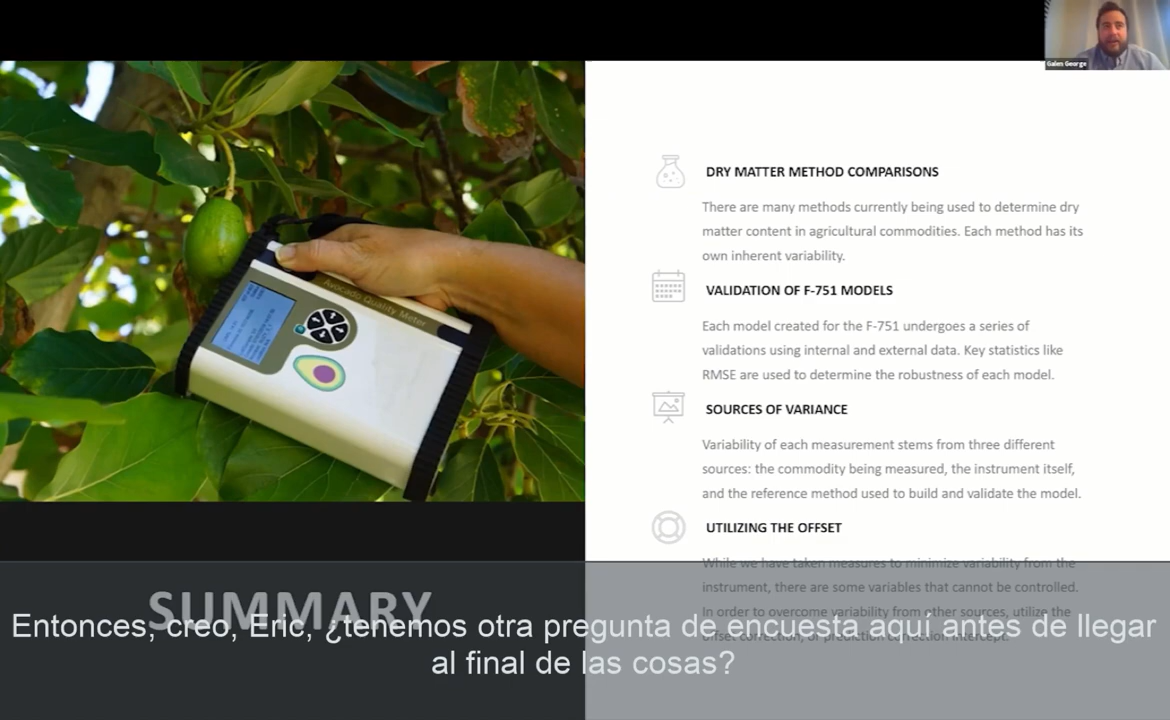 Galen George
Avocado Quality Meter
DRY MATTER METHOD COMPARISONS
There are many methods currently being used to determine dry
matter content in agricultural commodities. Each method has its
own inherent variability.
VALIDATION OF F-751 MODELS
Each model created for the F-751 undergoes a series of
validations using internal and external data. Key statistics like
RMSE are used to determine the robustness of each model.
SOURCES OF VARIANCE
Variability of each measurement stems from three different
sources: the commodity being measured, the instrument itself,
and the reference method used to build and validate the model.
UTILIZING THE OFFSET
While we have taken measures to minimize variability from the
instrument, there are some variables that cannot be controlled.
In order to overcome variability from other sources, utilize the
offset correction, or prediction correction intercept.
SUMMARY
Entonces, creo, Eric, ¿tenemos otra pregunta de encuesta aquí antes de llegar
al final de las cosas?